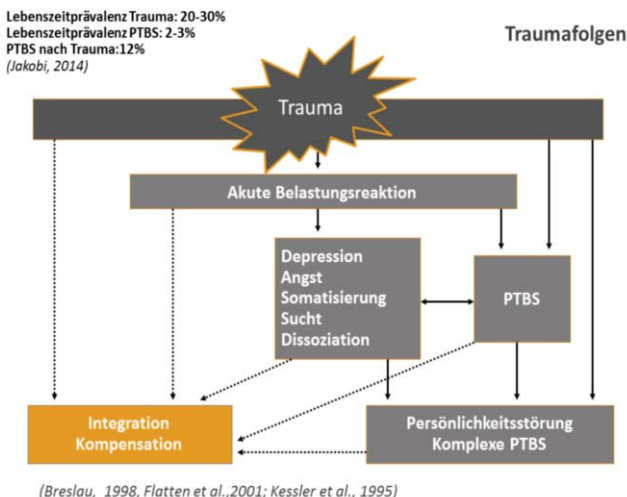 Lebenszeitprävalenz Trauma: 20-30%
Lebenszeitprävalenz PTBS: 2-3%
PTBS nach Trauma:12%
(Jakobi, 2014)
Traumafolgen
Trauma
Akute Belastungsreaktion
Depression
Angst
Somatisierung
Sucht
Dissoziation
PTBS
Integration
Kompensation
Persönlichkeitsstörung
Komplexe PTBS
(Breslau, 1998, Flatten et al.,2001; Kessler et al., 1995)